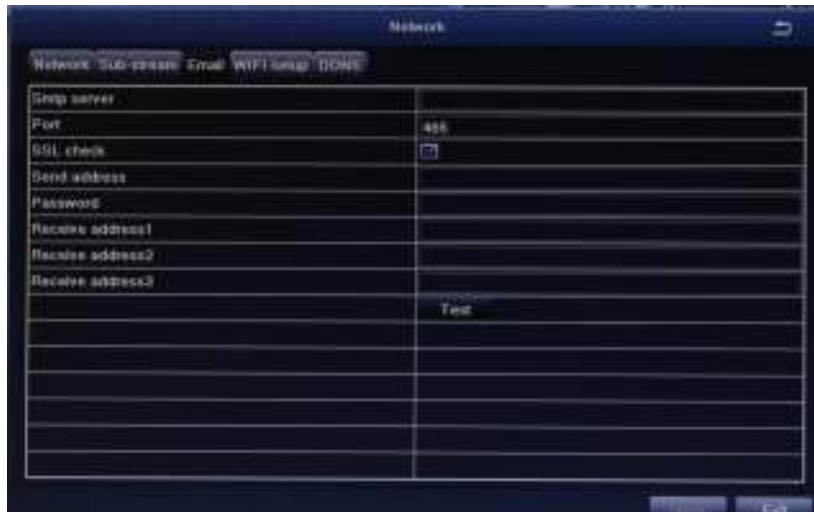 Network
Network Sub-stream Email WIFI setup DDNS
Smtp server
Port 465
SSL check
Send address
Password
Receive address1
Receive address2
Receive address3
Test
Exit